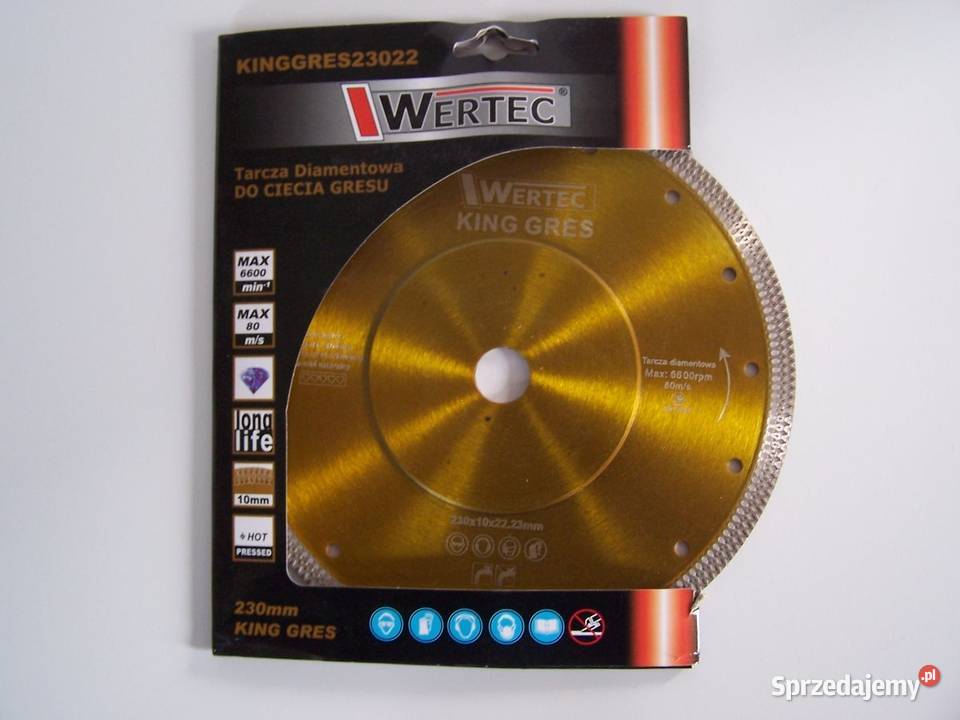 KINGGRES23022
WERTEC®
Tarcza Diamentowa
DO CIECIA GRESU
WERTEC
KING GRES
MAX
6600
min-¹
MAX
80
m/s
Tarcza diamentowa
Max: 6600rpm
80m/s
long
life
10mm
HOT
PRESSED
230x10x22,23mm
230mm
KING GRES
Sprzedajemy.pl